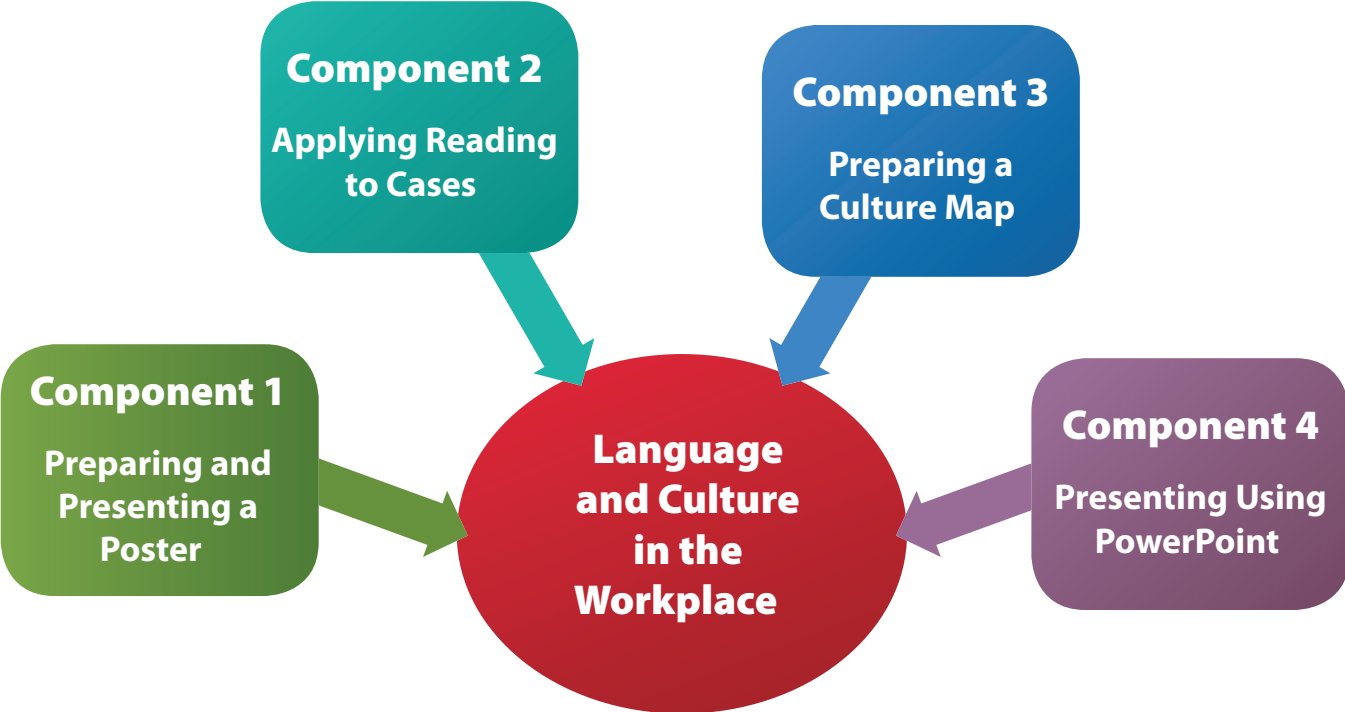 Component 1
Preparing and
Presenting a
Poster
Component 2
Applying Reading
to Cases
Component 3
Preparing a
Culture Map
Component 4
Presenting Using
PowerPoint
Language
and Culture
in the
Workplace